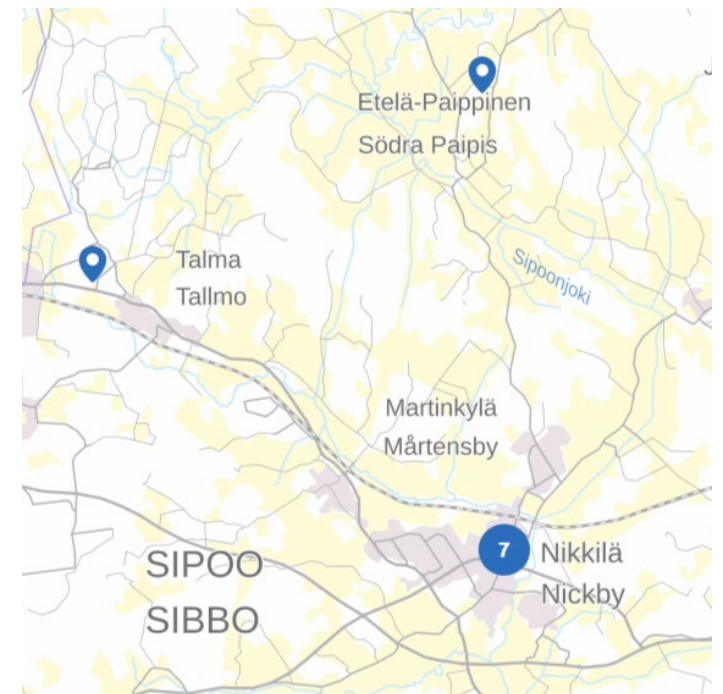 Etelä-Paippinen
Södra Paipis
Talma
Tallmo
Sipoonjoki
Martinkylä
Mårtensby
7
Nikkilä
Nickby
SIPOO
SIBBO